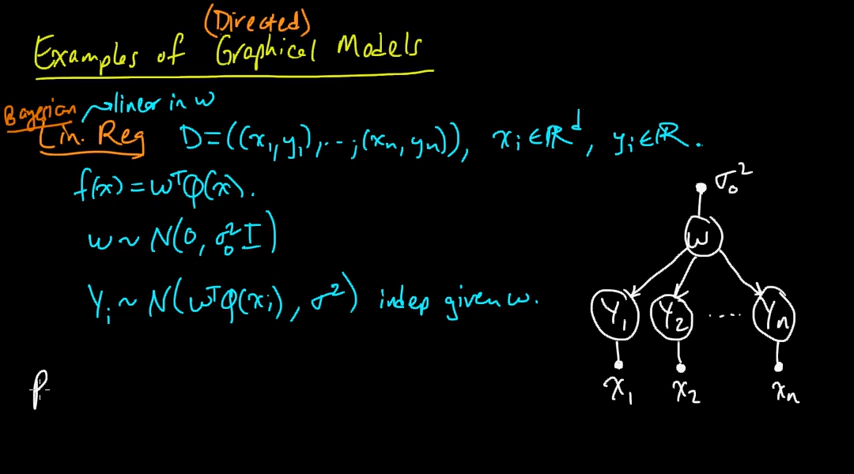 (Directed)
Examples of Graphical Models
Bayesian → linear in w
Lin. Reg D=((x₁,y₁),...,(xₙ,yₙ)), xᵢ∈ℝᵈ, yᵢ∈ℝ.
f(x)=wᵀφ(x).
w ~ N(0, σ₀²I)
Yᵢ ~ N(wᵀφ(xᵢ), σ²) indep given w.
σ₀²
w
Y₁ Y₂ .... Yₙ
x₁ x₂ xₙ
p